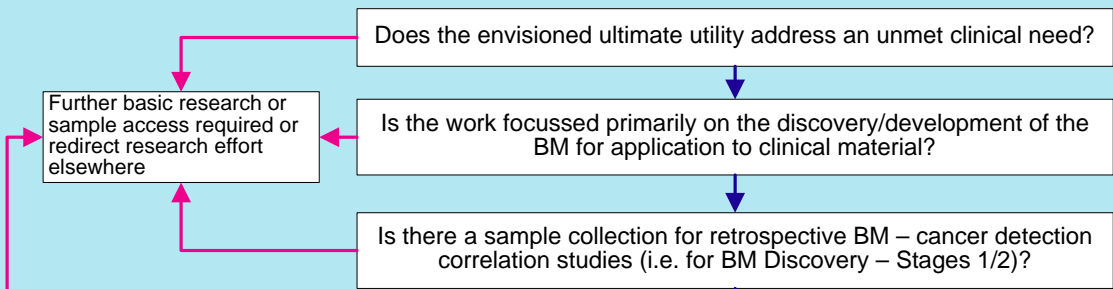 Does the envisioned ultimate utility address an unmet clinical need?
Further basic research or
sample access required or
redirect research effort
elsewhere
Is the work focussed primarily on the discovery/development of the
BM for application to clinical material?
Is there a sample collection for retrospective BM – cancer detection
correlation studies (i.e. for BM Discovery – Stages 1/2)?